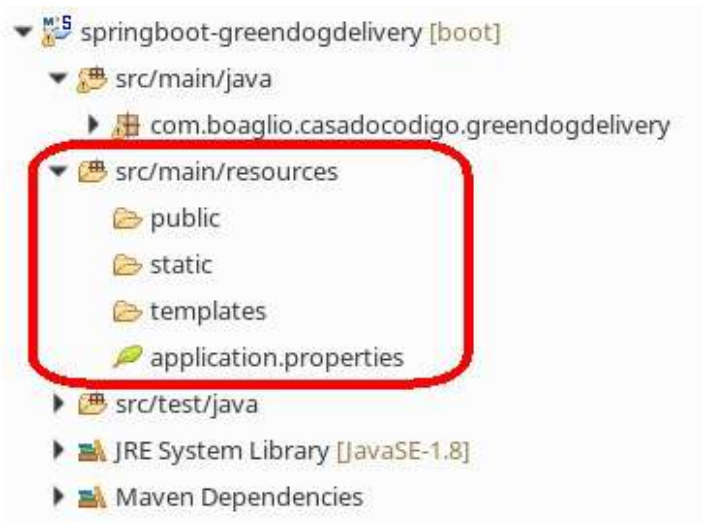 springboot-greendogdelivery [boot]
src/main/java
com.boaglio.casadocodigo.greendogdelivery
src/main/resources
public
static
templates
application.properties
src/test/java
JRE System Library [JavaSE-1.8]
Maven Dependencies